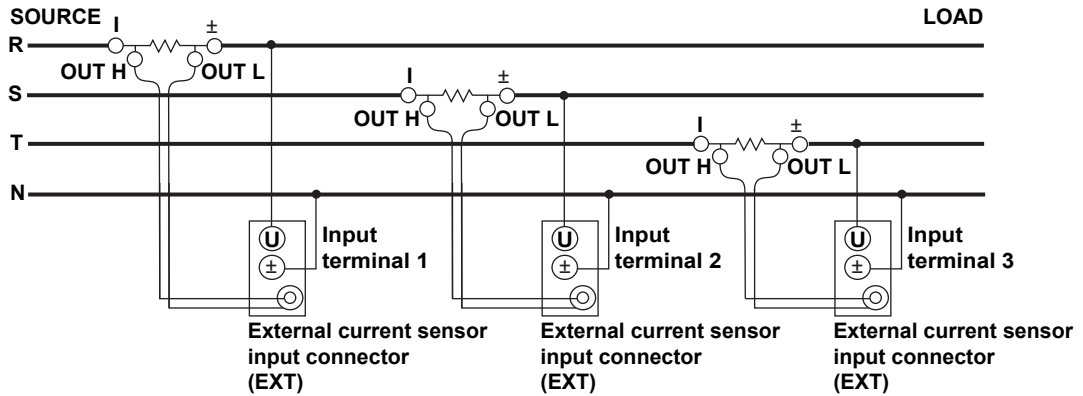 SOURCE
LOAD
I
±
R
OUT H
OUT L
I
±
S
OUT H
OUT L
I
±
T
OUT H
OUT L
N
U
±
Input
terminal 1
U
±
Input
terminal 2
U
±
Input
terminal 3
External current sensor
input connector
(EXT)
External current sensor
input connector
(EXT)
External current sensor
input connector
(EXT)